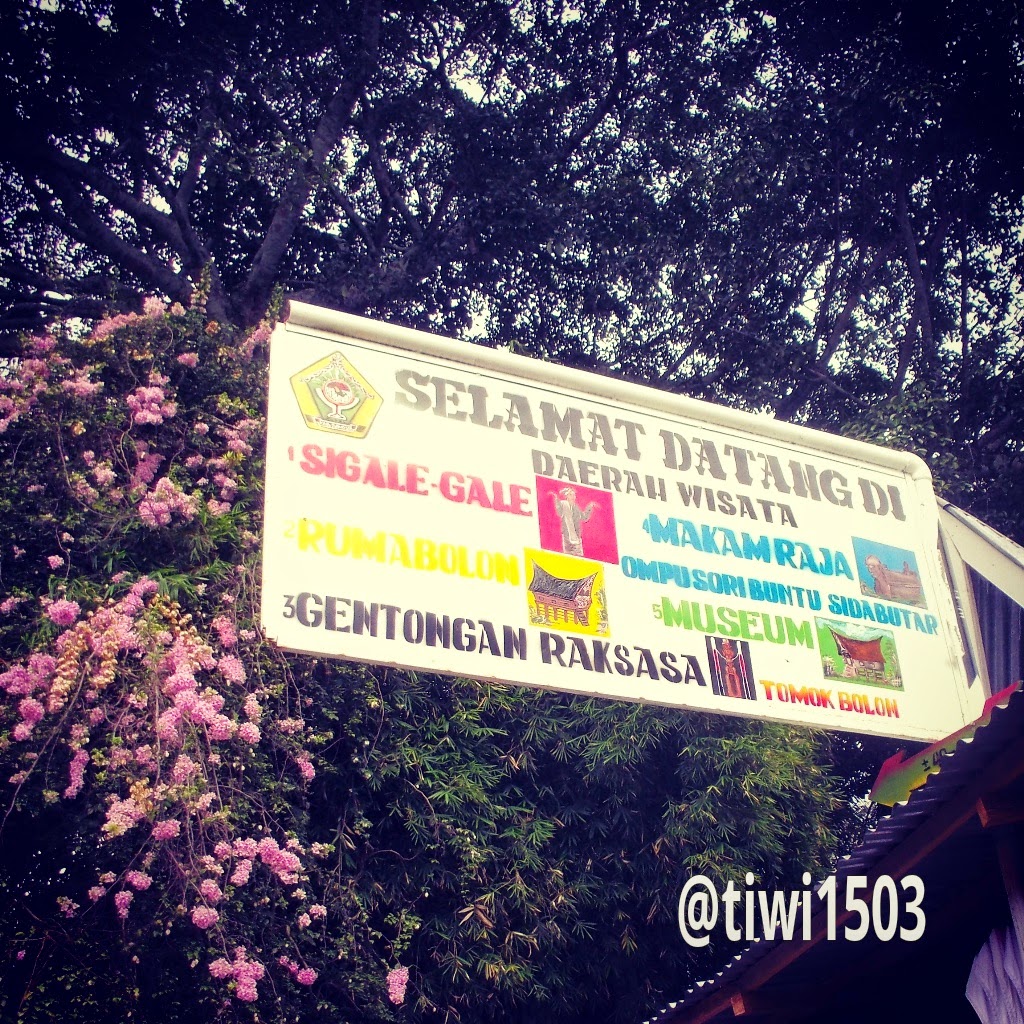 SELAMAT DATANG DI
DAERAH WISATA
1 SIGALE-GALE
2 RUMA BOLON
3 GENTONGAN RAKSASA
4 MAKAM RAJA
OMPU SORI BUNTU SIDABUTAR
5 MUSEUM
TOMOK BOLON
@tiwi1503